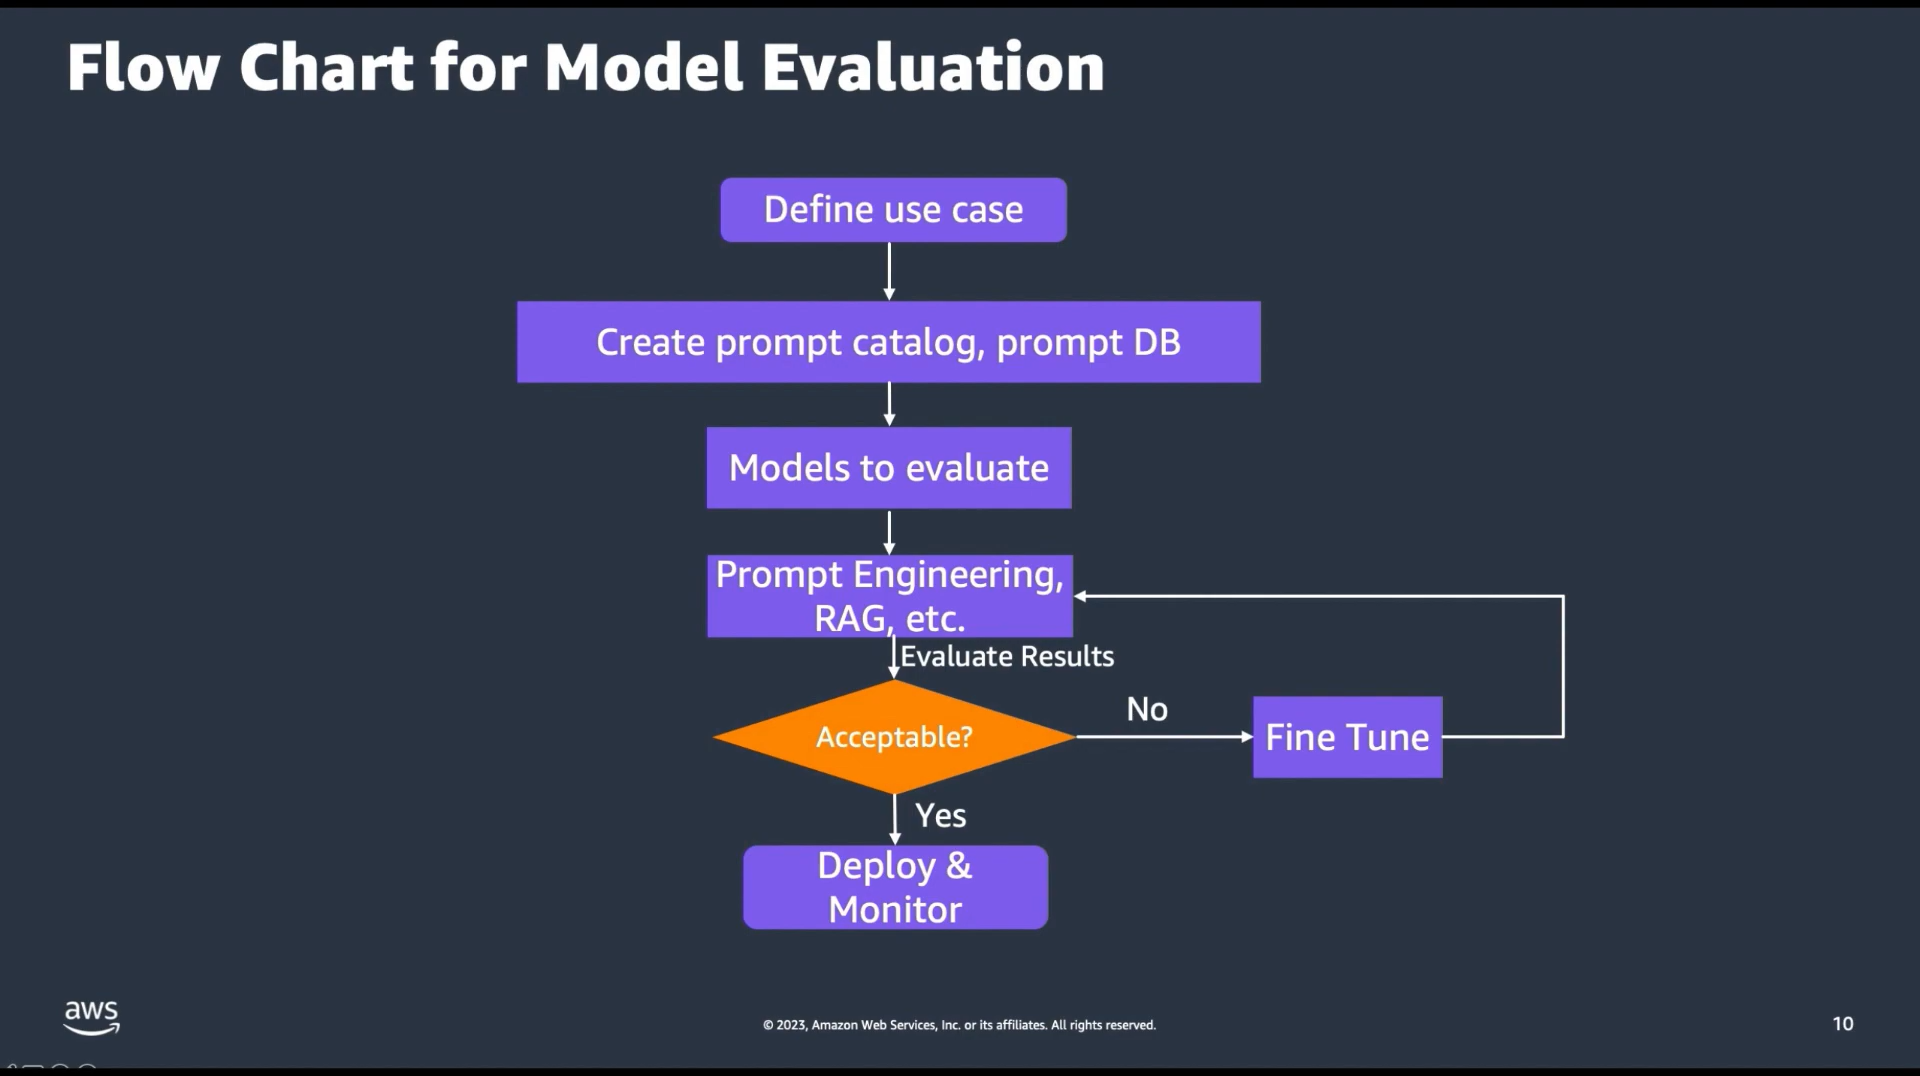 Flow Chart for Model Evaluation
Define use case
Create prompt catalog, prompt DB
Models to evaluate
Prompt Engineering,
RAG, etc.
Evaluate Results
Acceptable?
No
Fine Tune
Yes
Deploy &
Monitor
aws
© 2023, Amazon Web Services, Inc. or its affiliates. All rights reserved.
10